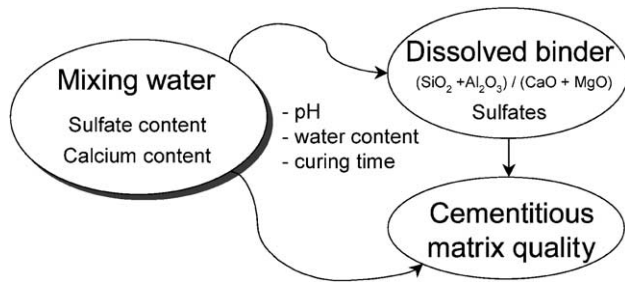 Mixing water
Sulfate content
Calcium content
- pH
- water content
- curing time
Dissolved binder
(SiO₂ +Al₂O₃) / (CaO + MgO)
Sulfates
Cementitious
matrix quality